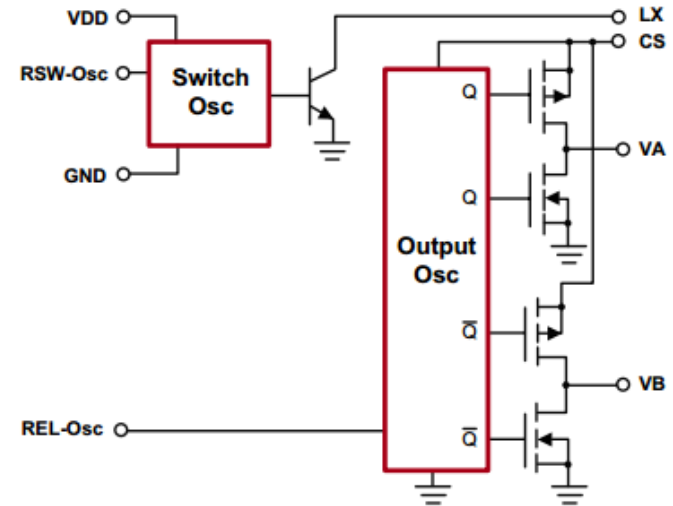 VDD
LX
CS
RSW-Osc
Switch
Osc
Q
VA
GND
Q
Output
Osc
Q̅
VB
REL-Osc
Q̅